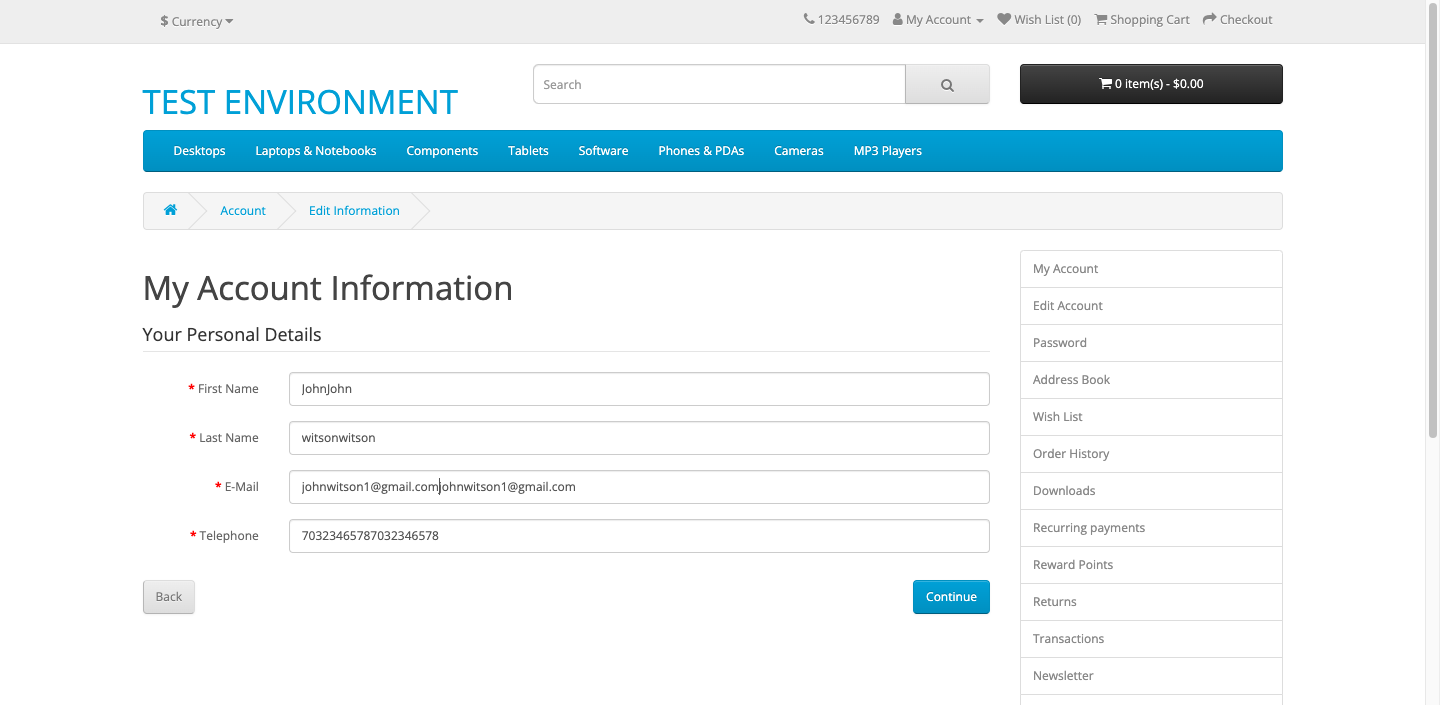 $ Currency
123456789 My Account Wish List (0) Shopping Cart Checkout
TEST ENVIRONMENT
Search
0 item(s) - $0.00
Desktops Laptops & Notebooks Components Tablets Software Phones & PDAs Cameras MP3 Players
Account Edit Information
My Account Information
Your Personal Details
* First Name JohnJohn
* Last Name witsonwitson
* E-Mail johnwitson1@gmail.comjohnwitson1@gmail.com
* Telephone 70323465787032346578
Back Continue
My Account
Edit Account
Password
Address Book
Wish List
Order History
Downloads
Recurring payments
Reward Points
Returns
Transactions
Newsletter